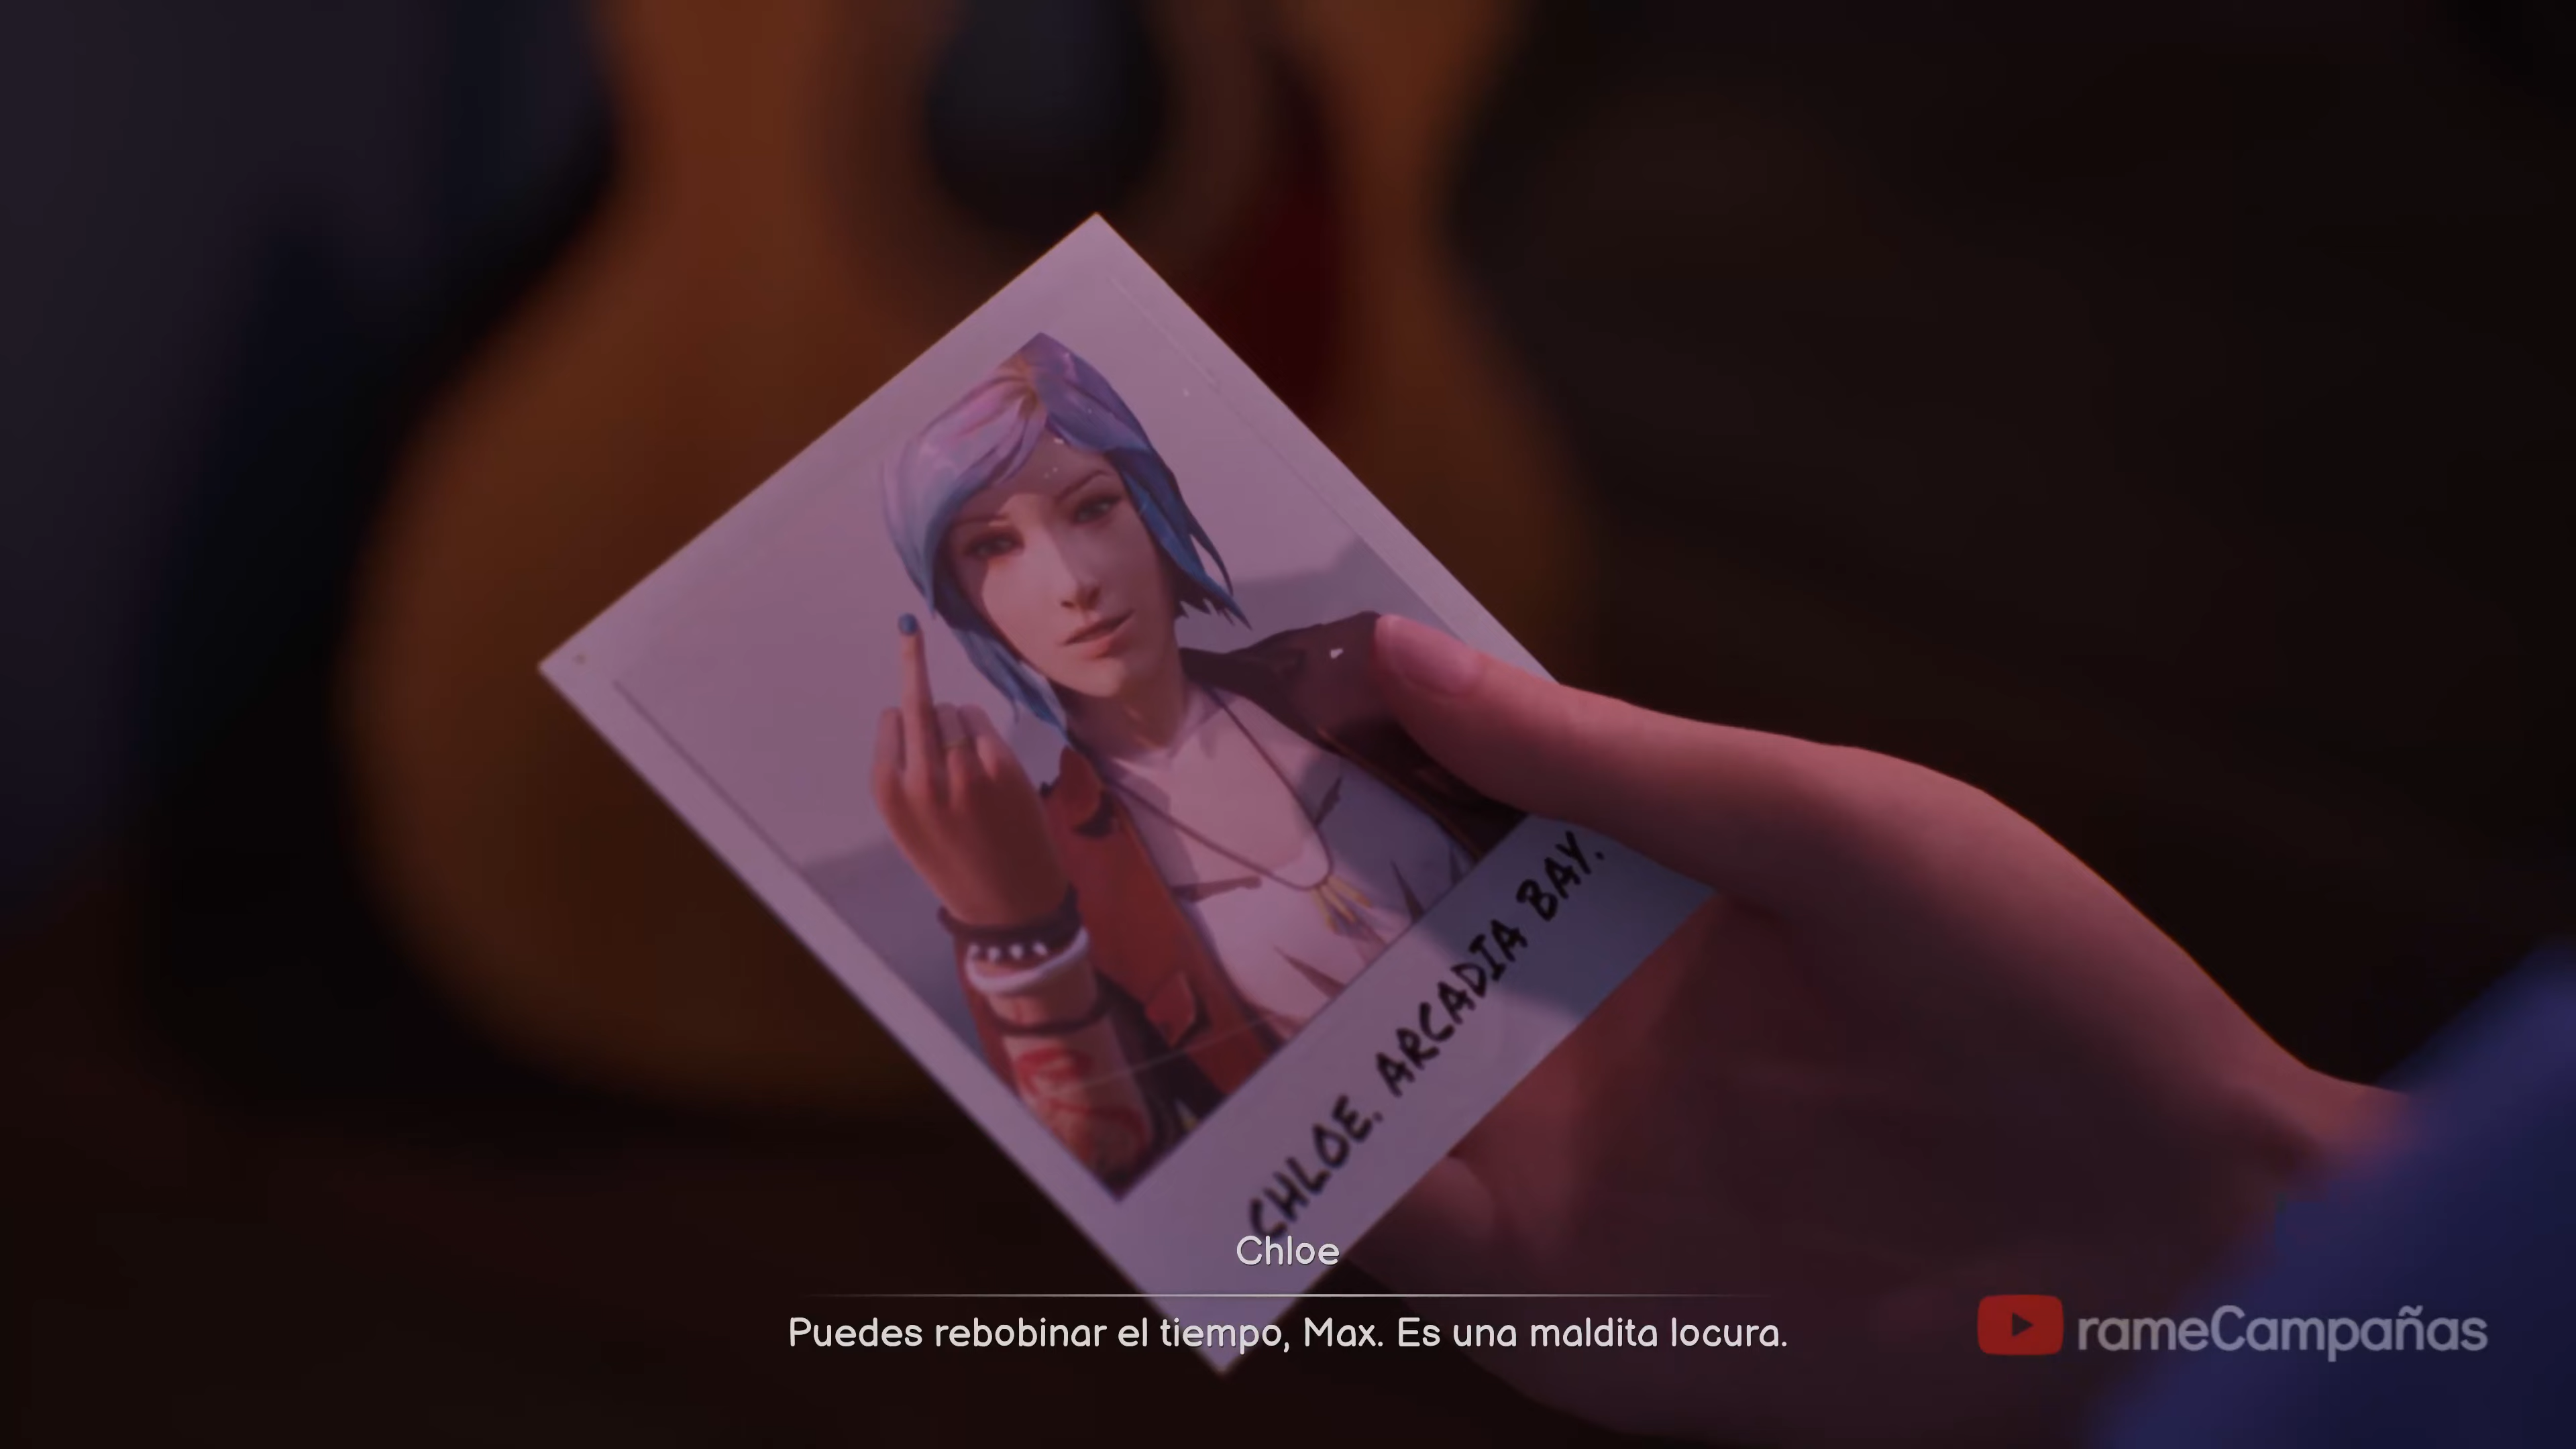 CHLOE. ARCADIA BAY.
Chloe
Puedes rebobinar el tiempo, Max. Es una maldita locura.
rameCampañas